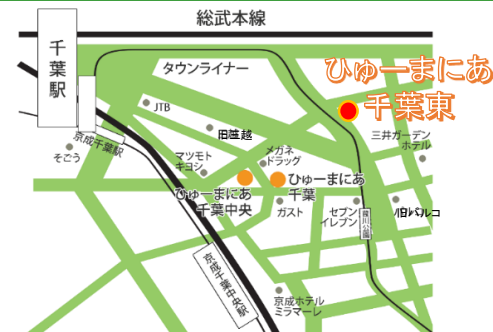 総武本線
千葉駅
タウンライナー
ひゅーまにあ
千葉東
JTB
旧三越
京成千葉駅
そごう
三井ガーデン
ホテル
マツモト
キヨシ
メガネ
ドラッグ
ひゅーまにあ
千葉中央
ひゅーまにあ
千葉
ガスト
セブン
イレブン
葭川公園
旧パルコ
京成千葉中央駅
京成ホテル
ミラマーレ